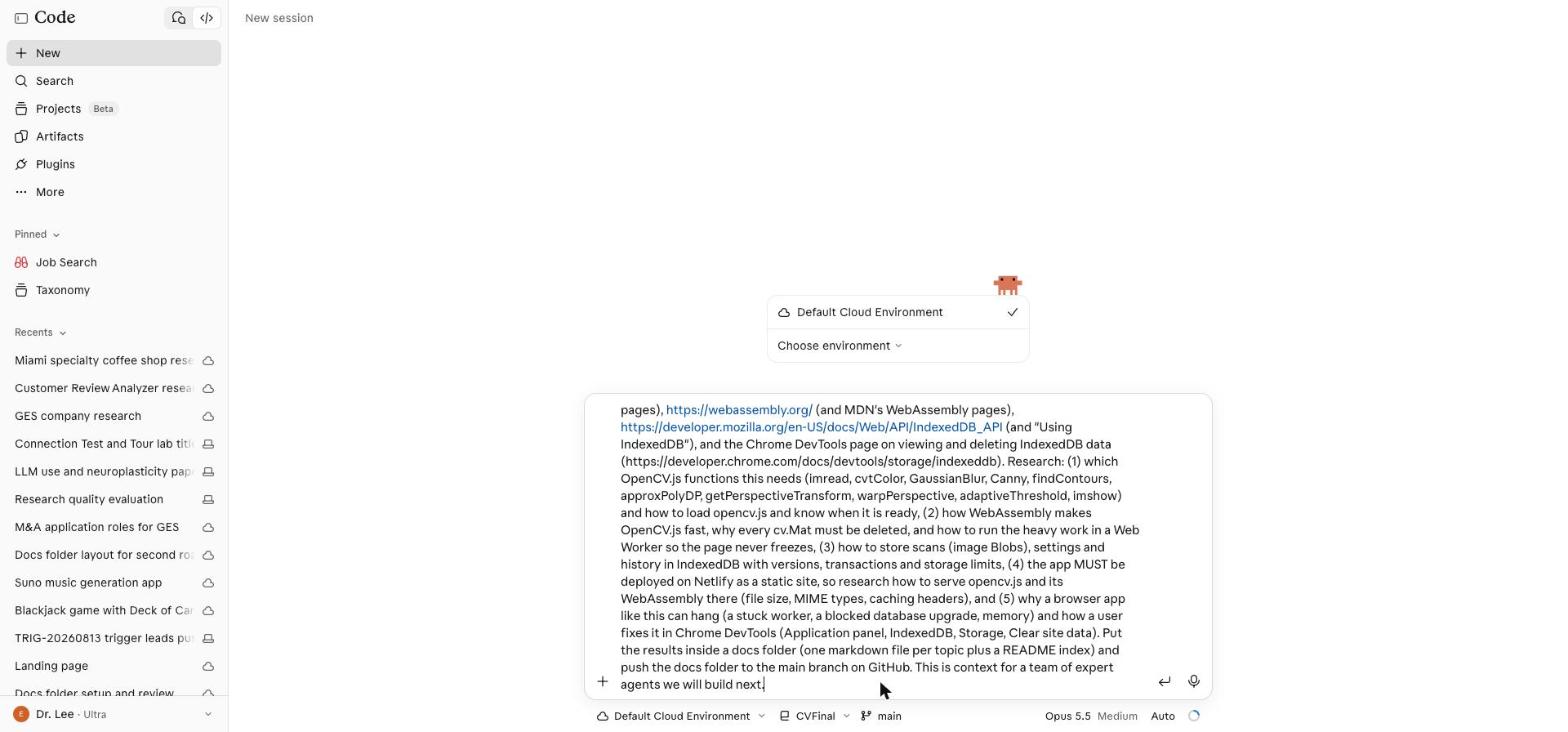 Code
New session
New
Search
Projects Beta
Artifacts
Plugins
More
Pinned
Job Search
Taxonomy
Recents
Miami specialty coffee shop rese
Customer Review Analyzer resea
GES company research
Connection Test and Tour lab titl
LLM use and neuroplasticity pap
Research quality evaluation
M&A application roles for GES
Docs folder layout for second ro
Suno music generation app
Blackjack game with Deck of Car
TRIG-20260813 trigger leads pu
Landing page
Docs folder setup and review
E Dr. Lee · Ultra
Default Cloud Environment
Choose environment
pages), https://webassembly.org/ (and MDN's WebAssembly pages),
https://developer.mozilla.org/en-US/docs/Web/API/IndexedDB_API (and "Using
IndexedDB"), and the Chrome DevTools page on viewing and deleting IndexedDB data
(https://developer.chrome.com/docs/devtools/storage/indexeddb). Research: (1) which
OpenCV.js functions this needs (imread, cvtColor, GaussianBlur, Canny, findContours,
approxPolyDP, getPerspectiveTransform, warpPerspective, adaptiveThreshold, imshow)
and how to load opencv.js and know when it is ready, (2) how WebAssembly makes
OpenCV.js fast, why every cv.Mat must be deleted, and how to run the heavy work in a Web
Worker so the page never freezes, (3) how to store scans (image Blobs), settings and
history in IndexedDB with versions, transactions and storage limits, (4) the app MUST be
deployed on Netlify as a static site, so research how to serve opencv.js and its
WebAssembly there (file size, MIME types, caching headers), and (5) why a browser app
like this can hang (a stuck worker, a blocked database upgrade, memory) and how a user
fixes it in Chrome DevTools (Application panel, IndexedDB, Storage, Clear site data). Put
the results inside a docs folder (one markdown file per topic plus a README index) and
push the docs folder to the main branch on GitHub. This is context for a team of expert
agents we will build next.
Default Cloud Environment CVFinal main Opus 5.5 Medium Auto